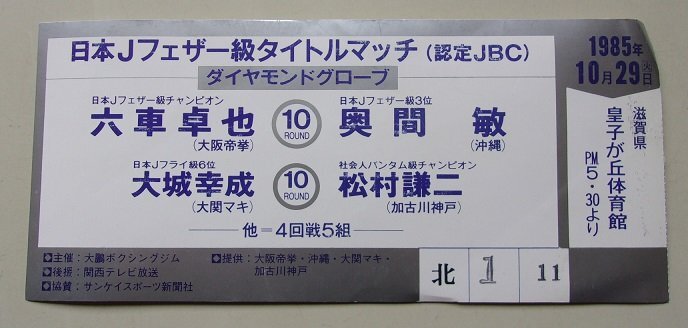 日本Jフェザー級タイトルマッチ(認定JBC)
ダイヤモンドグローブ
日本Jフェザー級チャンピオン
六車卓也
(大阪帝拳)
10
ROUND
日本Jフェザー級3位
奥間 敏
(沖縄)
日本Jフライ級6位
大城幸成
(大関マキ)
10
ROUND
社会人バンタム級チャンピオン
松村謙二
(加古川神戸)
他=4回戦5組
◆主催:大鵬ボクシングジム
◆後援:関西テレビ放送
◆協賛:サンケイスポーツ新聞社
◆提供:大阪帝拳・沖縄・大関マキ・
加古川神戸
1985年
10月29火日
滋賀県
皇子が丘体育館
PM5・30より
北 1 11